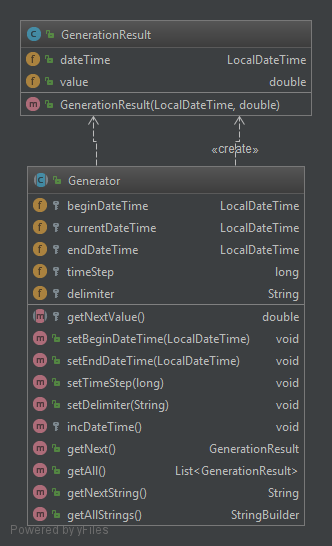 GenerationResult
dateTime LocalDateTime
value double
GenerationResult(LocalDateTime, double)
«create»
Generator
beginDateTime LocalDateTime
currentDateTime LocalDateTime
endDateTime LocalDateTime
timeStep long
delimiter String
getNextValue() double
setBeginDateTime(LocalDateTime) void
setEndDateTime(LocalDateTime) void
setTimeStep(long) void
setDelimiter(String) void
incDateTime() void
getNext() GenerationResult
getAll() List<GenerationResult>
getNextString() String
getAllStrings() StringBuilder
Powered by yFiles